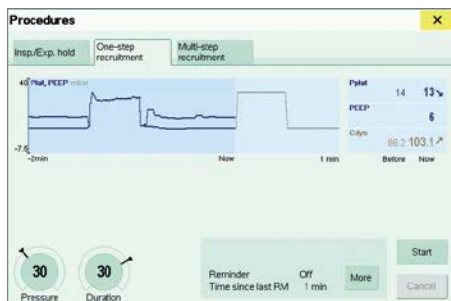 Procedures
Insp./Exp. hold
One-step
recruitment
Multi-step
recruitment
40
Pplat, PEEP mbar
-7.5
-2min
Now
1 min
Pplat
14
13
PEEP
6
Cdyn
86.2
103.1
Before
Now
30
Pressure
30
Duration
Reminder
Off
Time since last RM
1 min
More
Start
Cancel